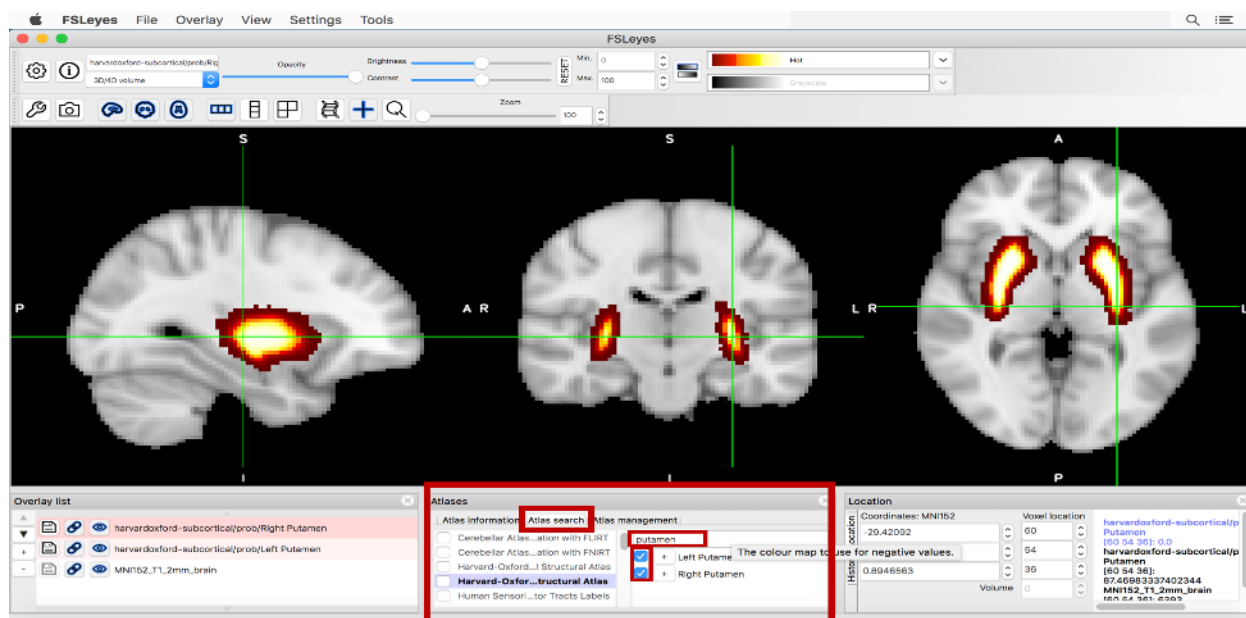 FSLeyes File Overlay View Settings Tools
FSLeyes
harvardoxford-subcortical/prob/Rig
3D/4D volume
Opacity
Brightness
Contrast
RESET
Min. 0
Max. 100
Hot
Grayscale
Zoom
100
S
S
A
P
A R
L R
L
I
I
P
Overlay list
harvardoxford-subcortical/prob/Right Putamen
harvardoxford-subcortical/prob/Left Putamen
MNI152_T1_2mm_brain
Atlases
Atlas information Atlas search Atlas management
Cerebellar Atlas...ation with FLIRT
Cerebellar Atlas...ation with FNIRT
Harvard-Oxford...l Structural Atlas
Harvard-Oxfor...tructural Atlas
Human Sensori...tor Tracts Labels
putamen
+ Left Putame
+ Right Putamen
The colour map to use for negative values.
Location
Coordinates: MNI152
Voxel location
-29.42092
60
54
0.8946563
36
Volume 0
harvardoxford-subcortical/p
Putamen
[60 54 36]: 0.0
harvardoxford-subcortical/p
Putamen
[60 54 36]:
87.46983337402344
MNI152_T1_2mm_brain
[60 54 36]: 6393